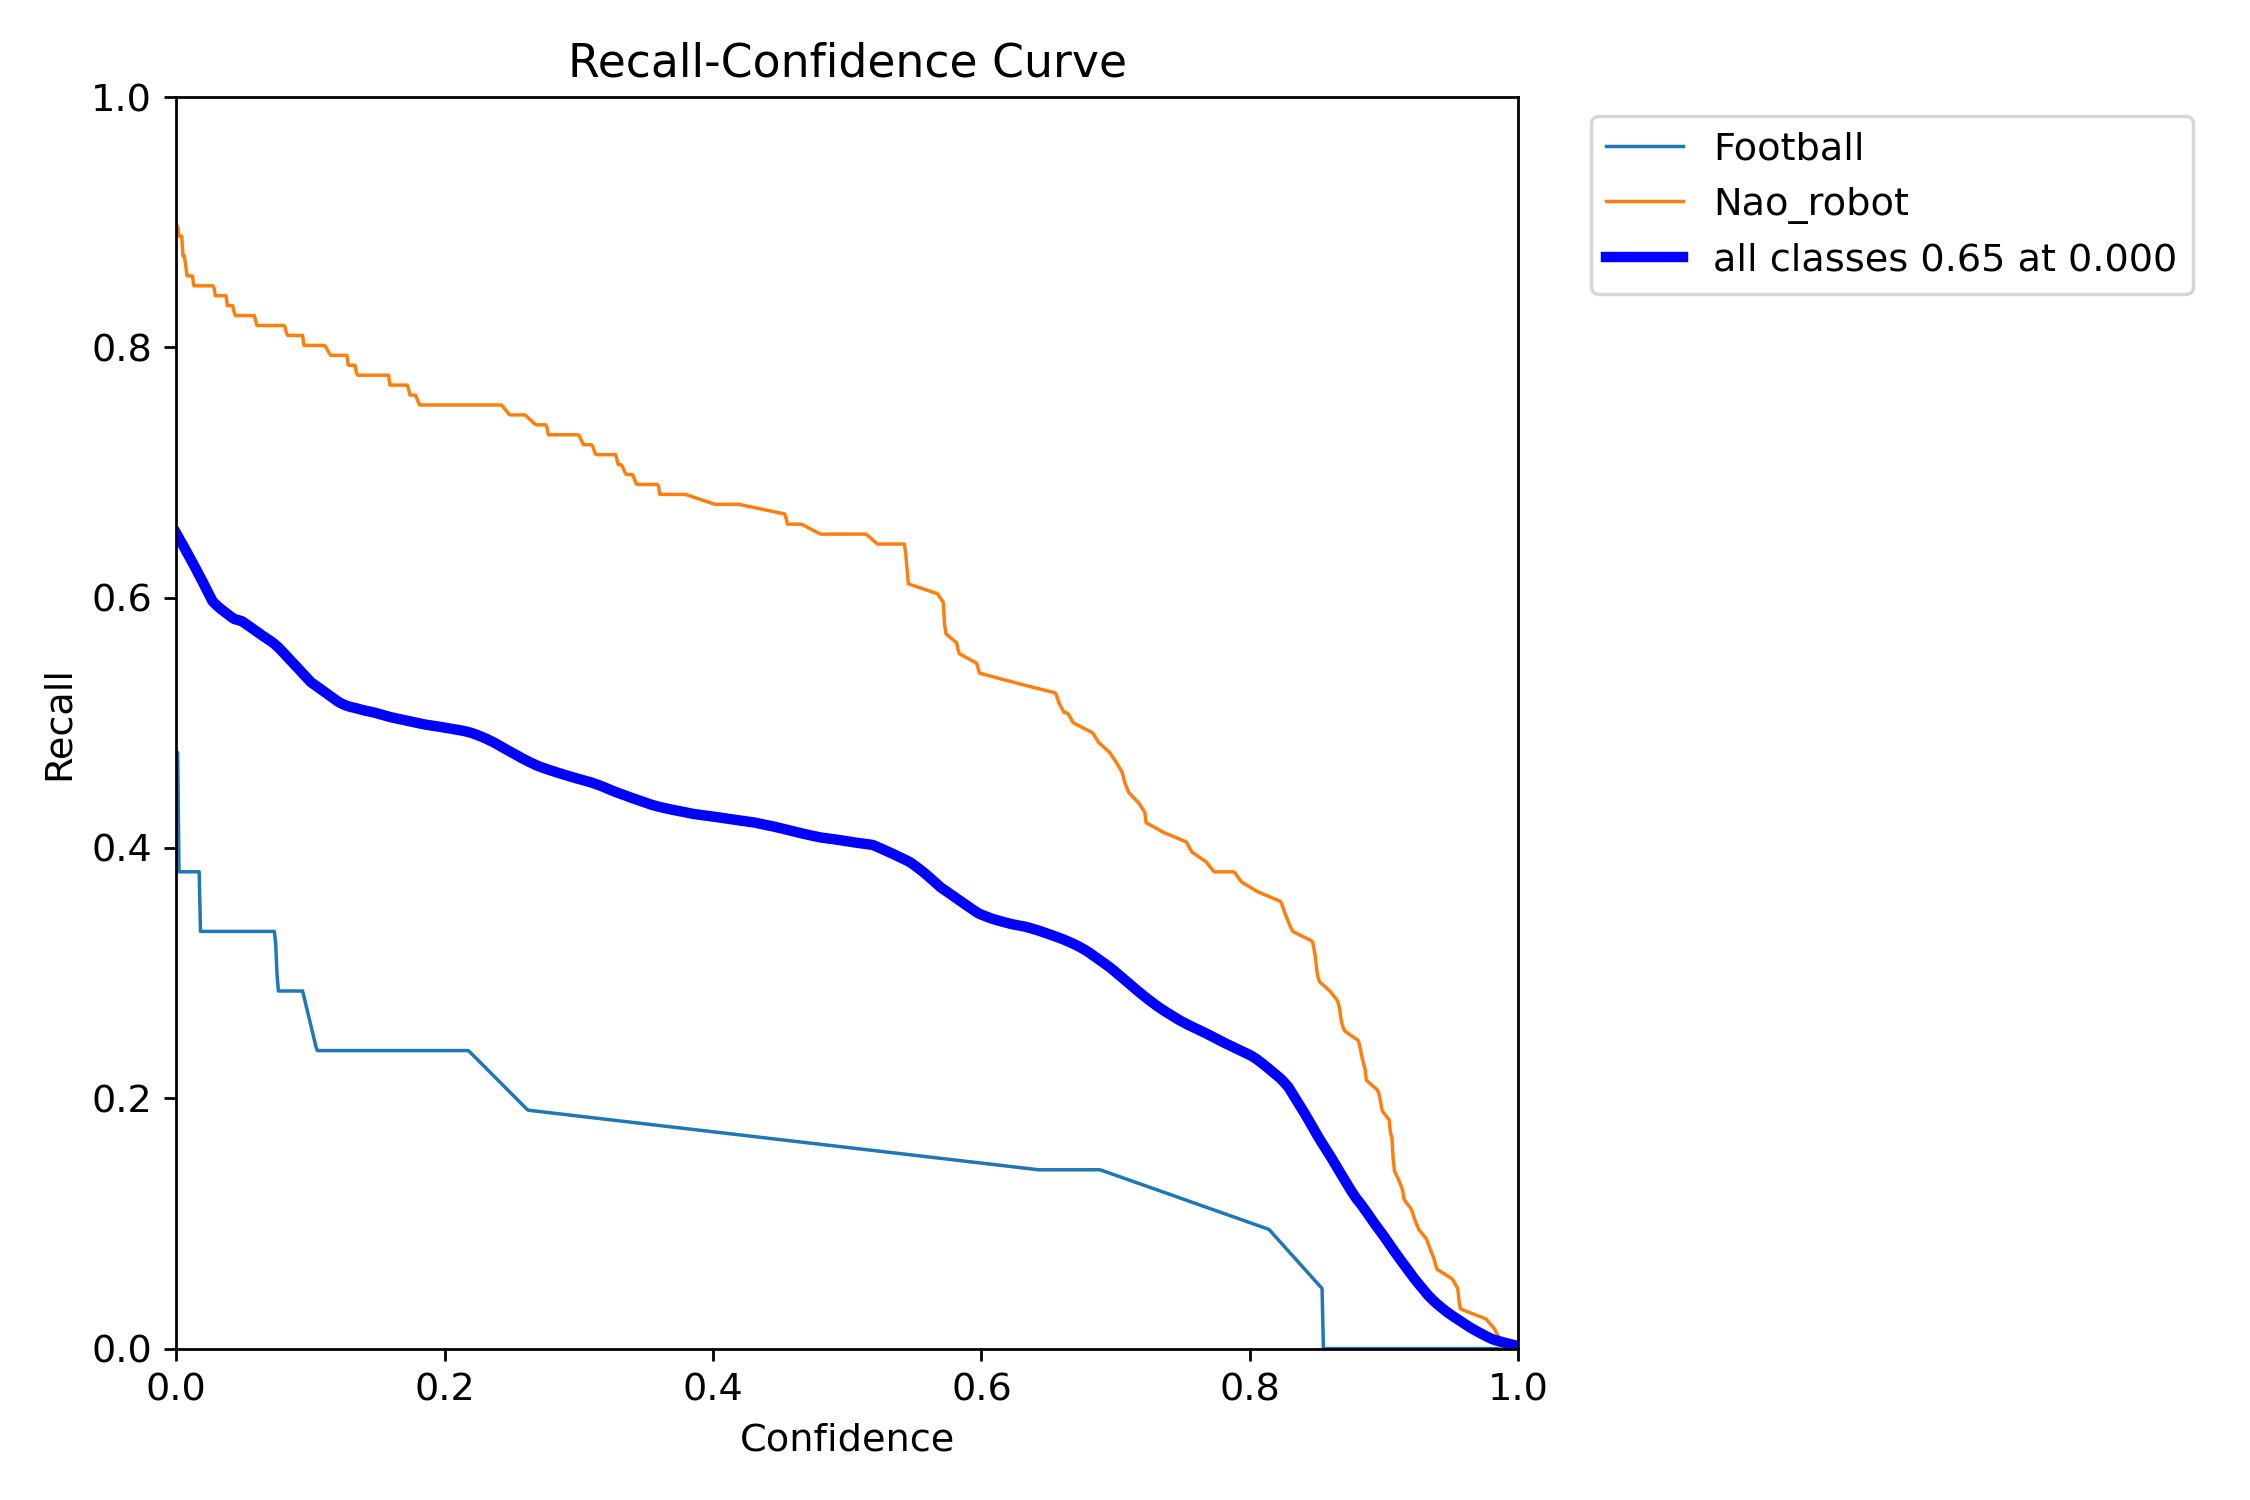 Recall-Confidence Curve
1.0
0.8
0.6
0.4
0.2
0.0
Recall
0.0 0.2 0.4 0.6 0.8 1.0
Confidence
Football
Nao_robot
all classes 0.65 at 0.000